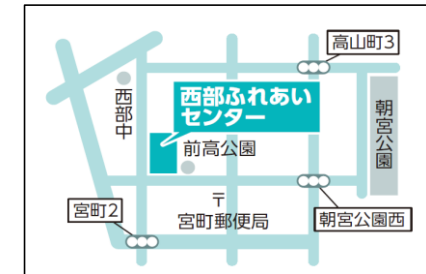 高山町3
西部ふれあい
センター
西部中
朝宮公園
前高公園
〒
宮町2
宮町郵便局
朝宮公園西